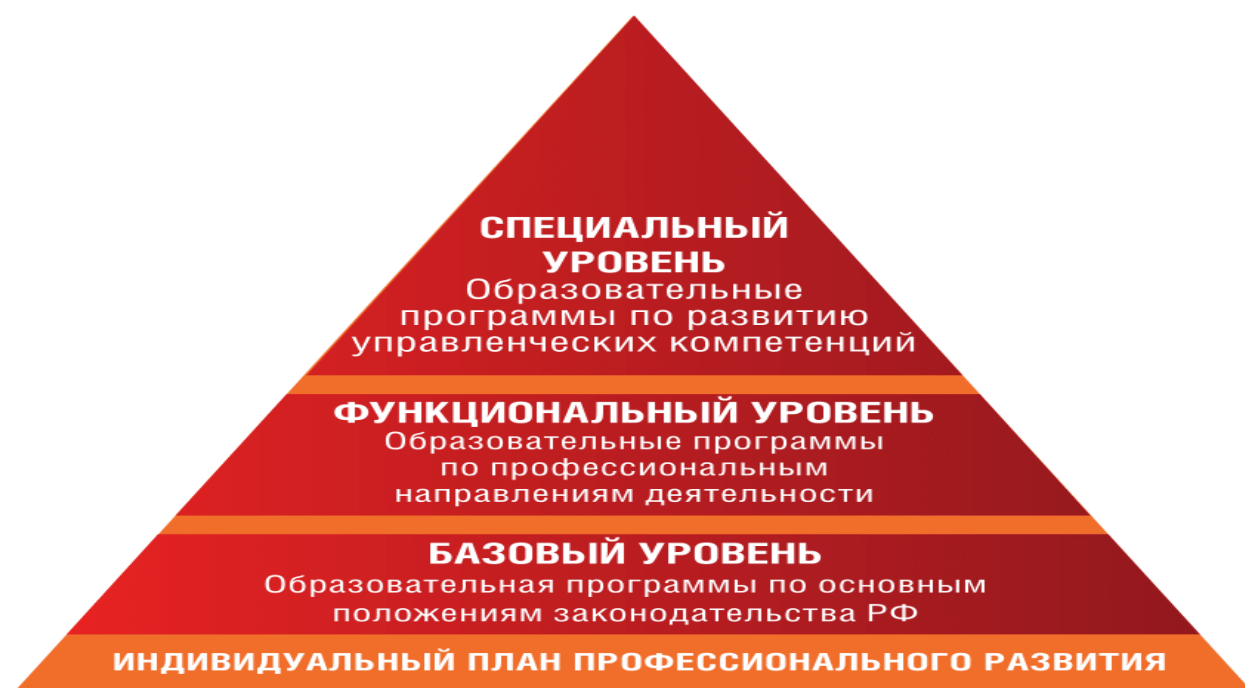 СПЕЦИАЛЬНЫЙ
УРОВЕНЬ
Образовательные
программы по развитию
управленческих компетенций
ФУНКЦИОНАЛЬНЫЙ УРОВЕНЬ
Образовательные программы
по профессиональным
направлениям деятельности
БАЗОВЫЙ УРОВЕНЬ
Образовательная программы по основным
положениям законодательства РФ
ИНДИВИДУАЛЬНЫЙ ПЛАН ПРОФЕССИОНАЛЬНОГО РАЗВИТИЯ